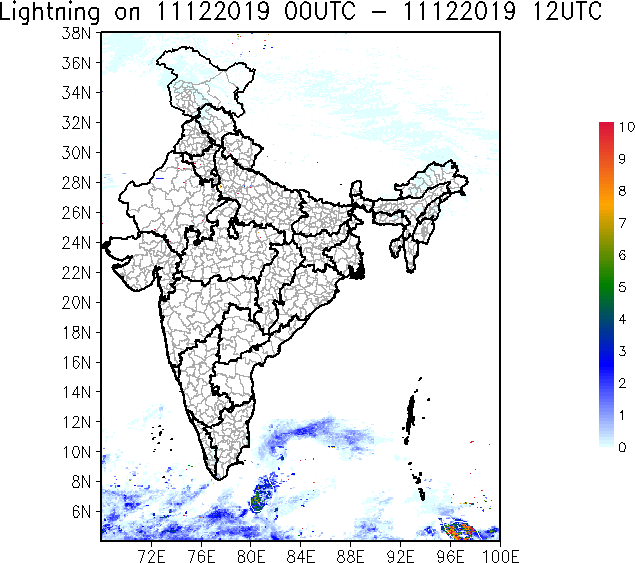 Lightning on 11122019 00UTC – 11122019 12UTC
38N
36N
34N
32N
30N
28N
26N
24N
22N
20N
18N
16N
14N
12N
10N
8N
6N
72E 76E 80E 84E 88E 92E 96E 100E
10
9
8
7
6
5
4
3
2
1
0